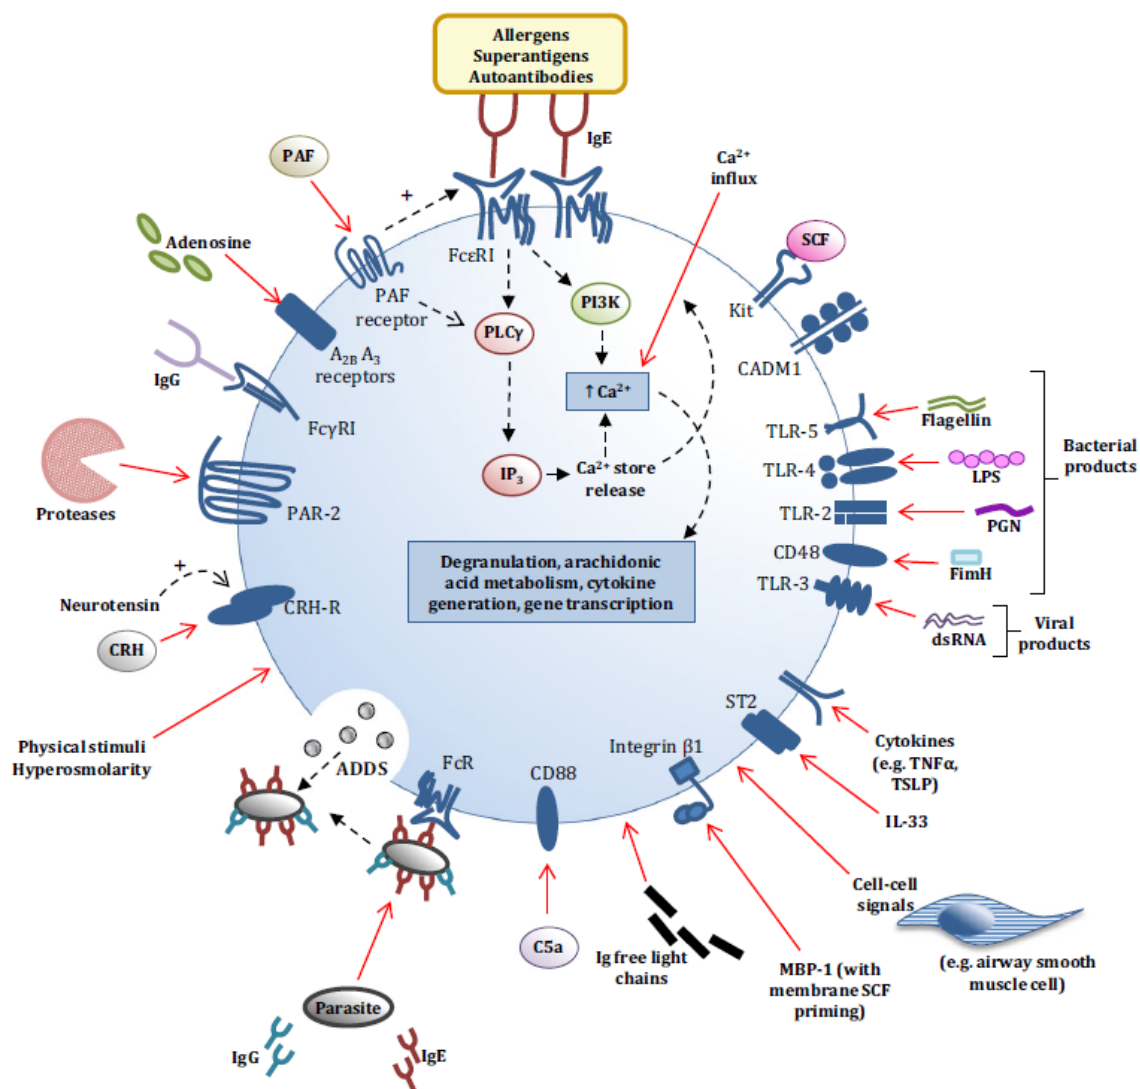 Allergens
Superantigens
Autoantibodies
IgE
PAF
+
Ca²⁺
influx
Adenosine
SCF
FcεRI
PAF
receptor
PI3K
Kit
PLCγ
A₂B A₃
receptors
CADM1
IgG
↑ Ca²⁺
FcγRI
TLR-5
Flagellin
Bacterial
products
TLR-4
LPS
IP₃
Ca²⁺ store
release
Proteases
PAR-2
TLR-2
PGN
CD48
FimH
Degranulation, arachidonic
acid metabolism, cytokine
generation, gene transcription
+
Neurotensin
CRH-R
TLR-3
dsRNA
Viral
products
CRH
ST2
Physical stimuli
Hyperosmolarity
ADDS
FcR
CD88
Integrin β1
Cytokines
(e.g. TNFα,
TSLP)
IL-33
Cell-cell
signals
C5a
Ig free light
chains
MBP-1 (with
membrane SCF
priming)
(e.g. airway smooth
muscle cell)
Parasite
IgG
IgE